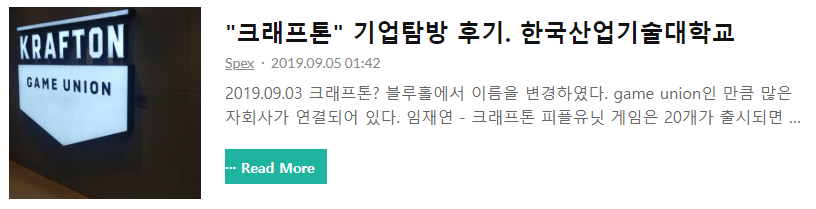 KRAFTON
GAME UNION
"크래프톤" 기업탐방 후기. 한국산업기술대학교
Spex · 2019.09.05 01:42
2019.09.03 크래프톤? 블루홀에서 이름을 변경하였다. game union인 만큼 많은
자회사가 연결되어 있다. 임재연 - 크래프톤 피플유닛 게임은 20개가 출시되면 ...
··· Read More